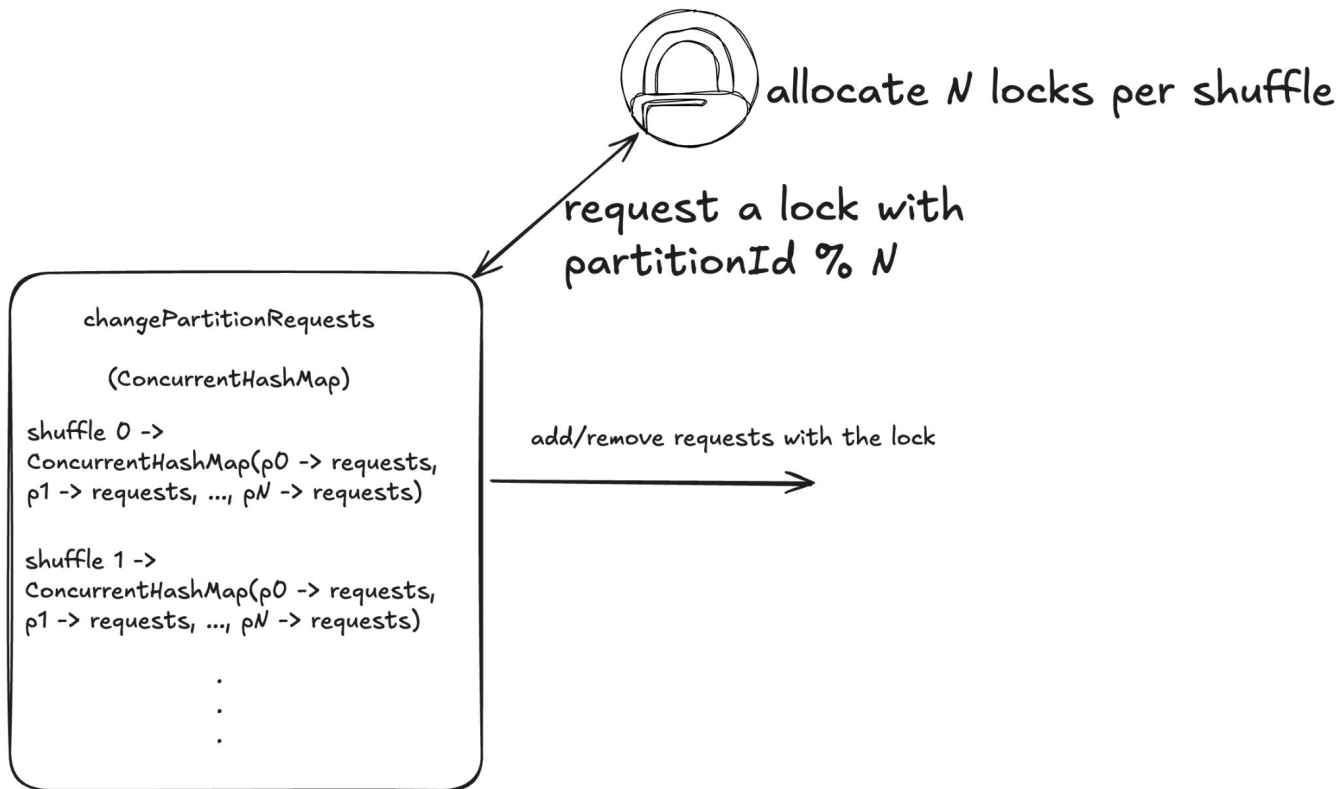 allocate N locks per shuffle
request a lock with
partitionId % N
changePartitionRequests
(ConcurrentHashMap)
shuffle 0 ->
ConcurrentHashMap(p0 -> requests,
p1 -> requests, ..., pN -> requests)
add/remove requests with the lock
shuffle 1 ->
ConcurrentHashMap(p0 -> requests,
p1 -> requests, ..., pN -> requests)
.
.
.